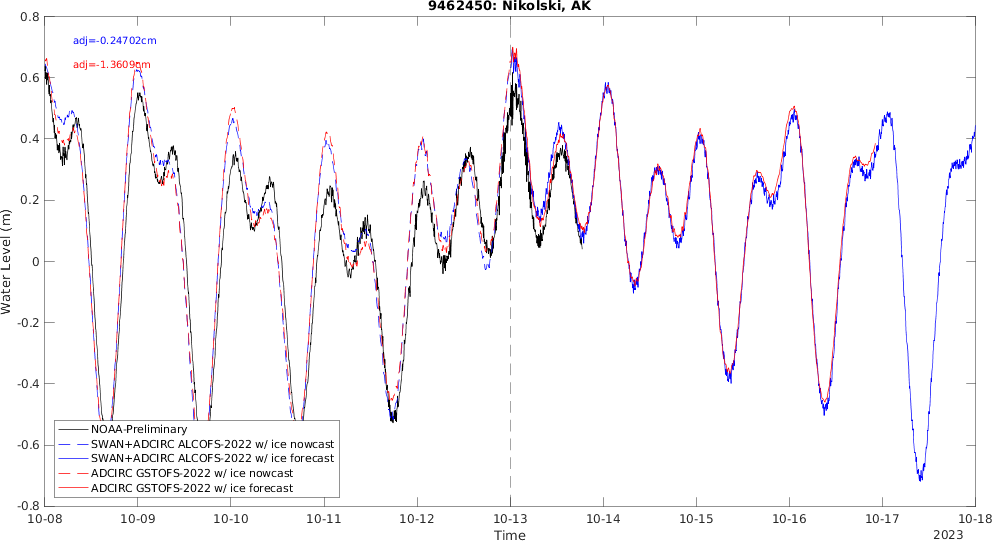 9462450: Nikolski, AK
adj=-0.24702cm
adj=-1.3609cm
Water Level (m)
0.8
0.6
0.4
0.2
0
-0.2
-0.4
-0.6
-0.8
NOAA-Preliminary
SWAN+ADCIRC ALCOFS-2022 w/ ice nowcast
SWAN+ADCIRC ALCOFS-2022 w/ ice forecast
ADCIRC GSTOFS-2022 w/ ice nowcast
ADCIRC GSTOFS-2022 w/ ice forecast
10-08 10-09 10-10 10-11 10-12 10-13 10-14 10-15 10-16 10-17 10-18
Time
2023